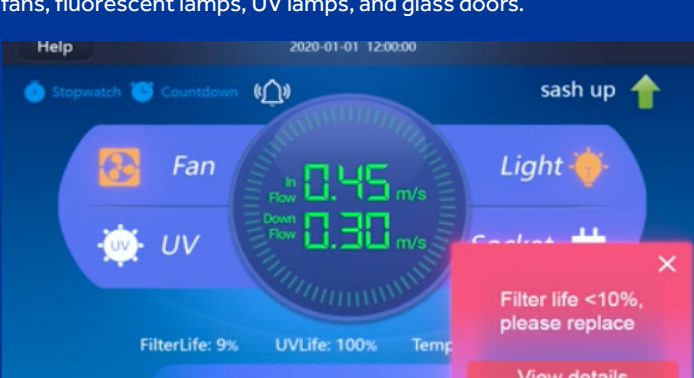 fans, fluorescent lamps, UV lamps, and glass doors.
Help
2020-01-01 12:00:00
Stopwatch Countdown
sash up
Fan
Light
In Flow 0.45 m/s
Down Flow 0.30 m/s
UV
Socket
Filter life <10%,
please replace
FilterLife: 9% UVLife: 100% Temp
View details